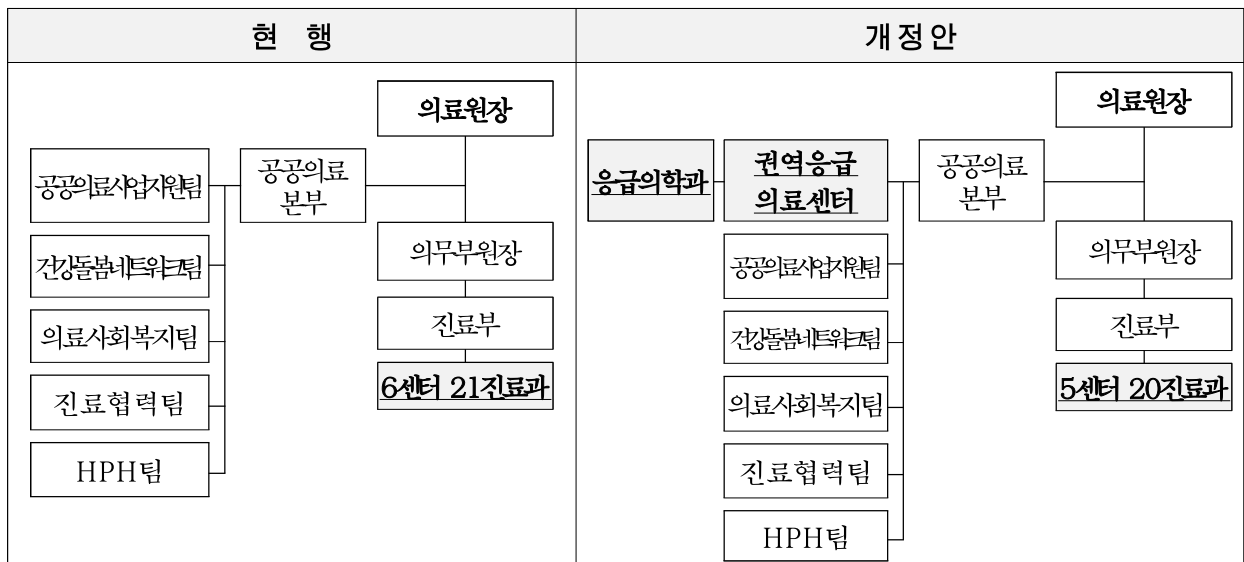 현 행
개정안
의료원장
공공의료사업지원팀
공공의료
본부
건강돌봄네트워크팀
의무부원장
의료사회복지팀
진료부
진료협력팀
6센터 21진료과
HPH팀
의료원장
응급의학과
권역응급
의료센터
공공의료
본부
공공의료사업지원팀
의무부원장
건강돌봄네트워크팀
진료부
의료사회복지팀
5센터 20진료과
진료협력팀
HPH팀